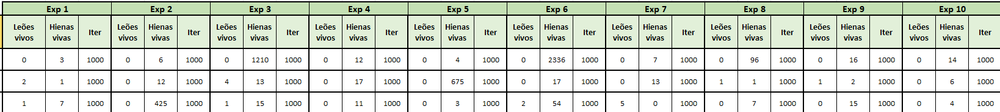 Exp 1 Exp 2 Exp 3 Exp 4 Exp 5 Exp 6 Exp 7 Exp 8 Exp 9 Exp 10
Leões vivos Hienas vivas Iter Leões vivos Hienas vivas Iter Leões vivos Hienas vivas Iter Leões vivos Hienas vivas Iter Leões vivos Hienas vivas Iter Leões vivos Hienas vivas Iter Leões vivos Hienas vivas Iter Leões vivos Hienas vivas Iter Leões vivos Hienas vivas Iter Leões vivos Hienas vivas Iter
0 3 1000 0 6 1000 0 1210 1000 0 12 1000 0 4 1000 0 2336 1000 0 7 1000 0 96 1000 0 16 1000 0 14 1000
2 1 1000 0 12 1000 4 13 1000 0 17 1000 0 675 1000 0 17 1000 0 13 1000 1 1 1000 1 2 1000 0 6 1000
1 7 1000 0 425 1000 1 15 1000 0 11 1000 0 3 1000 2 54 1000 5 0 1000 0 7 1000 0 15 1000 0 4 1000